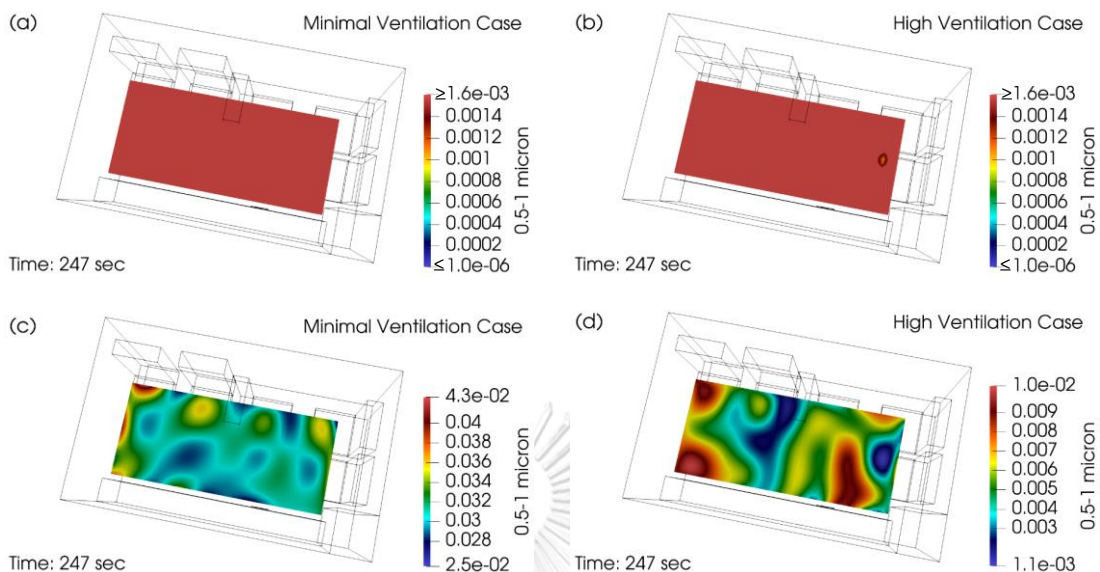 (a)
Minimal Ventilation Case
≥1.6e-03
0.0014
0.0012
0.001
0.0008
0.0006
0.0004
0.0002
≤1.0e-06
0.5-1 micron
Time: 247 sec
(b)
High Ventilation Case
≥1.6e-03
0.0014
0.0012
0.001
0.0008
0.0006
0.0004
0.0002
≤1.0e-06
0.5-1 micron
Time: 247 sec
(c)
Minimal Ventilation Case
4.3e-02
0.04
0.038
0.036
0.034
0.032
0.03
0.028
2.5e-02
0.5-1 micron
Time: 247 sec
(d)
High Ventilation Case
1.0e-02
0.009
0.008
0.007
0.006
0.005
0.004
0.003
1.1e-03
0.5-1 micron
Time: 247 sec